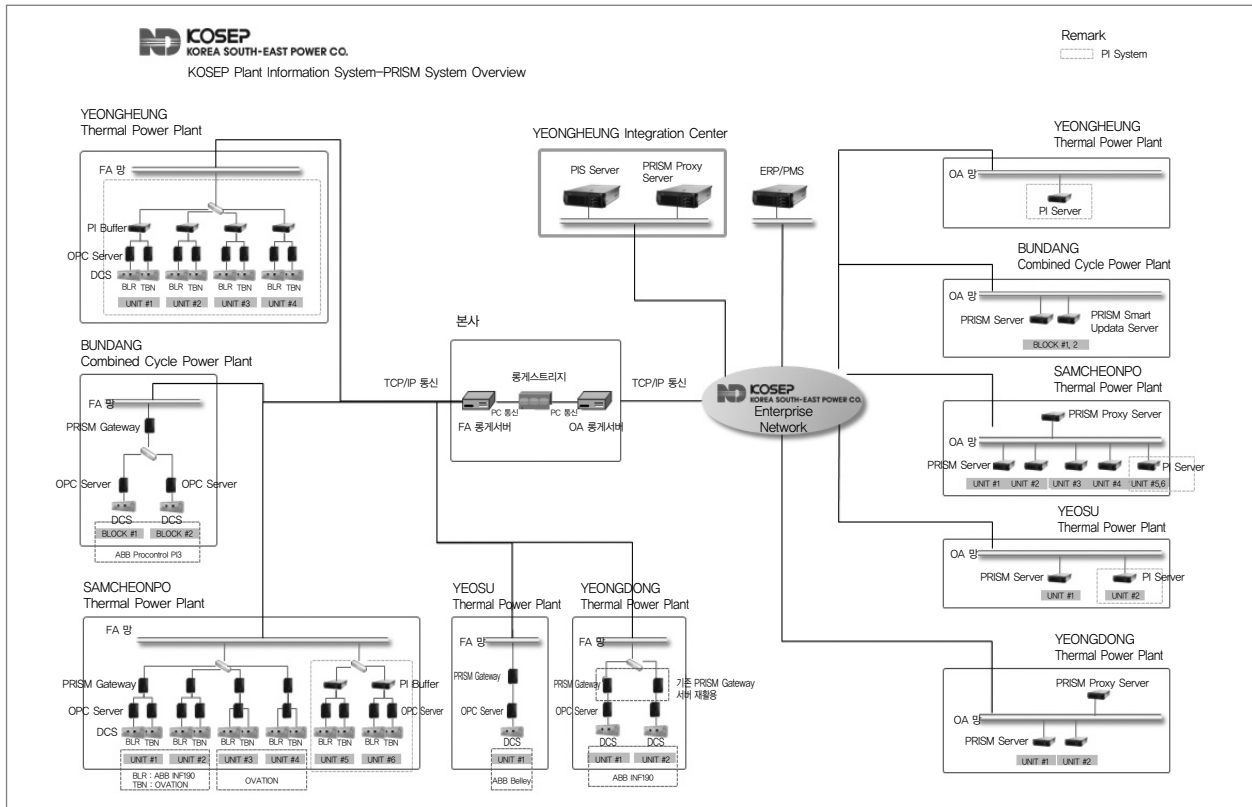 KOSEP
KOREA SOUTH-EAST POWER CO.
KOSEP Plant Information System-PRISM System Overview
Remark
PI System
YEONGHEUNG
Thermal Power Plant
FA 망
PI Buffer
OPC Server
DCS
BLR TBN BLR TBN BLR TBN BLR TBN
UNIT #1 UNIT #2 UNIT #3 UNIT #4
BUNDANG
Combined Cycle Power Plant
FA 망
PRISM Gateway
OPC Server OPC Server
DCS DCS
BLOCK #1 BLOCK #2
ABB Procontrol PI3
SAMCHEONPO
Thermal Power Plant
FA 망
PRISM Gateway PI Buffer
OPC Server OPC Server
DCS
BLR TBN BLR TBN BLR TBN BLR TBN BLR TBN BLR TBN
UNIT #1 UNIT #2 UNIT #3 UNIT #4 UNIT #5 UNIT #6
BLR : ABB INF190
TBN : OVATION
OVATION
YEONGHEUNG Integration Center
PIS Server
PRISM Proxy
Server
ERP/PMS
본사
TCP/IP 통신
롱게스트리지
PC 통신 PC 통신
FA 롱게서버 OA 롱게서버
TCP/IP 통신
KOSEP
KOREA SOUTH-EAST POWER CO.
Enterprise
Network
YEOSU
Thermal Power Plant
FA 망
PRISM Gateway
OPC Server
DCS
UNIT #1
ABB Belley
YEONGDONG
Thermal Power Plant
FA 망
PRISM Gateway
기존 PRISM Gateway
서버 재활용
OPC Server
DCS DCS
UNIT #1 UNIT #2
ABB INF190
YEONGHEUNG
Thermal Power Plant
OA 망
PI Server
BUNDANG
Combined Cycle Power Plant
OA 망
PRISM Server
PRISM Smart
Updata Server
BLOCK #1, 2
SAMCHEONPO
Thermal Power Plant
PRISM Proxy Server
OA 망
PRISM Server PI Server
UNIT #1 UNIT #2 UNIT #3 UNIT #4 UNIT #5,6
YEOSU
Thermal Power Plant
OA 망
PRISM Server PI Server
UNIT #1 UNIT #2
YEONGDONG
Thermal Power Plant
PRISM Proxy Server
OA 망
PRISM Server
UNIT #1 UNIT #2